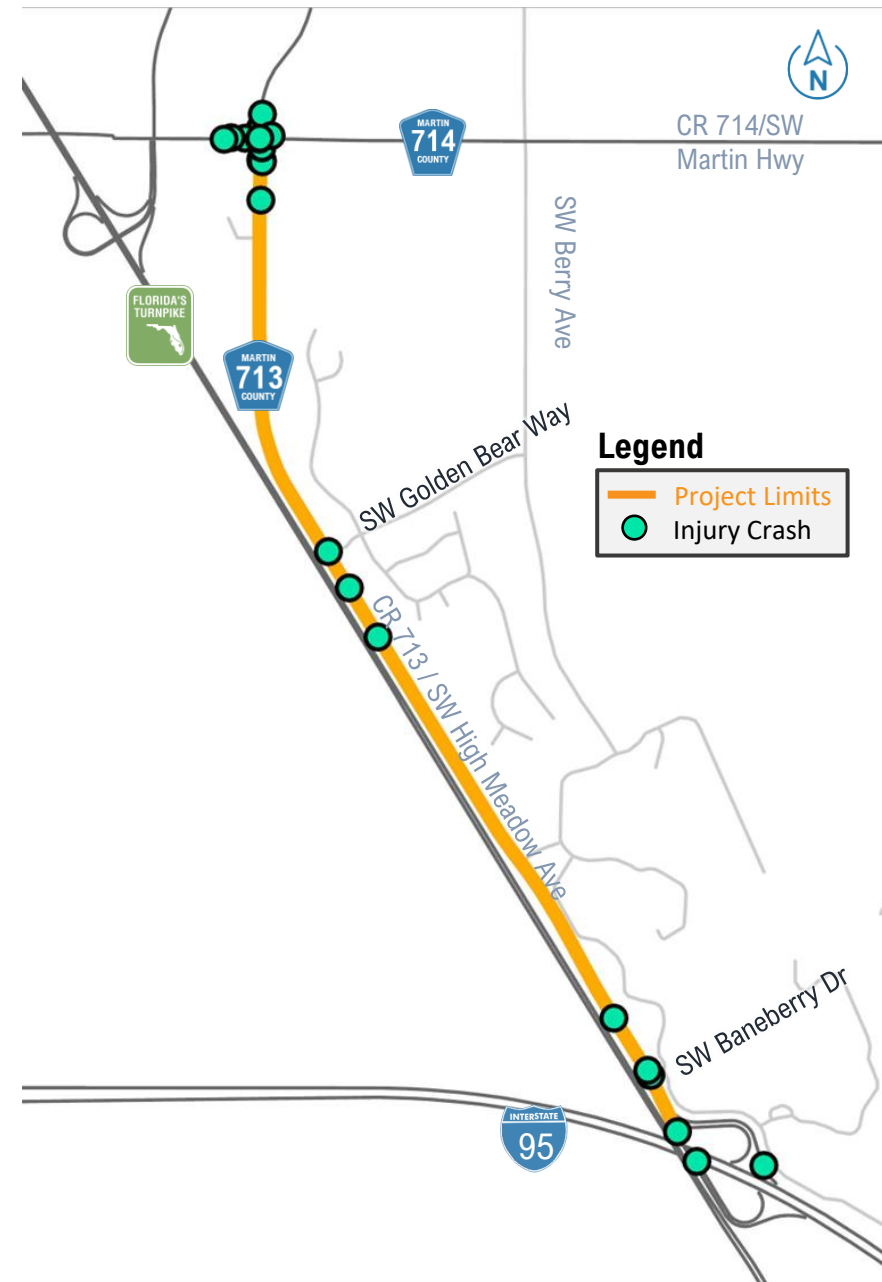 N
MARTIN
714
COUNTY
CR 714/SW
Martin Hwy
SW Berry Ave
FLORIDA'S
TURNPIKE
MARTIN
713
COUNTY
SW Golden Bear Way
Legend
Project Limits
Injury Crash
CR 713 / SW High Meadow Ave
SW Baneberry Dr
INTERSTATE
95